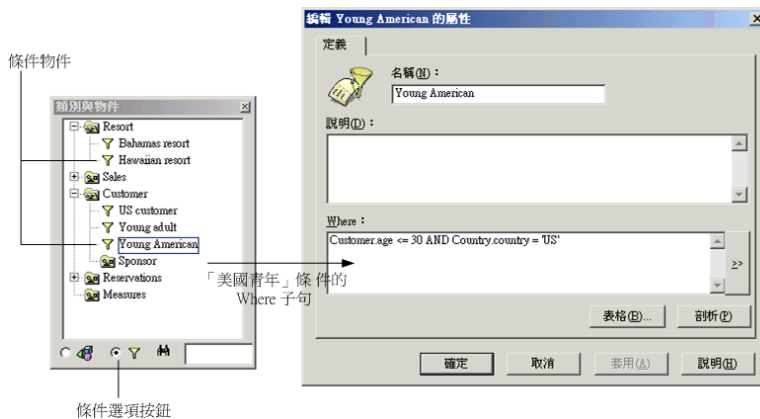 條件物件
類別與物件
Resort
Bahamas resort
Hawaiian resort
Sales
Customer
US customer
Young adult
Young American
Sponsor
Reservations
Measures
條件選項按鈕
「美國青年」條件的
Where 子句
編輯 Young American 的屬性
定義
名稱(N)：
Young American
說明(D)：
Where：
Customer.age <= 30 AND Country.country = 'US'
>>
表格(B)...
剖析(P)
確定
取消
套用(A)
說明(H)